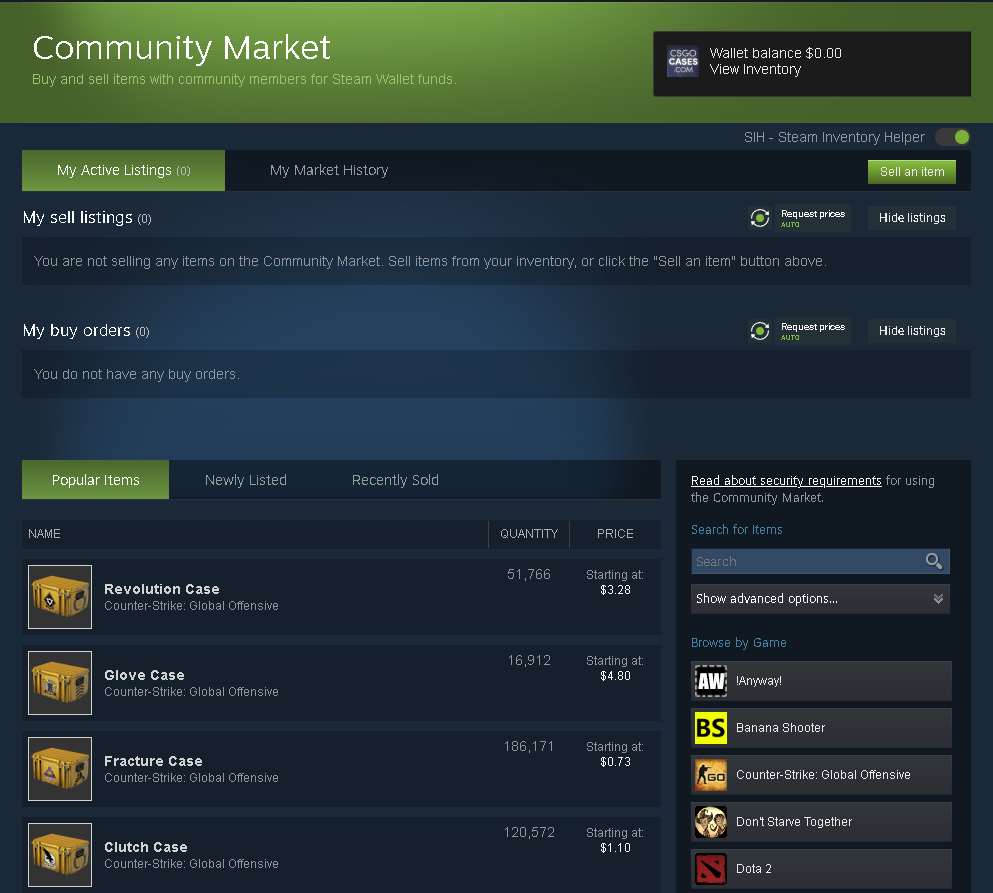 Community Market
Buy and sell items with community members for Steam Wallet funds.
CSGO
CASES
.COM
Wallet balance $0.00
View Inventory
SIH - Steam Inventory Helper
My Active Listings (0)
My Market History
Sell an item
My sell listings (0)
Request prices
AUTO
Hide listings
You are not selling any items on the Community Market. Sell items from your inventory, or click the "Sell an item" button above.
My buy orders (0)
Request prices
AUTO
Hide listings
You do not have any buy orders.
Popular Items
Newly Listed
Recently Sold
NAME
QUANTITY
PRICE
Revolution Case
Counter-Strike: Global Offensive
51,766
Starting at:
$3.28
Glove Case
Counter-Strike: Global Offensive
16,912
Starting at:
$4.80
Fracture Case
Counter-Strike: Global Offensive
186,171
Starting at:
$0.73
Clutch Case
Counter-Strike: Global Offensive
120,572
Starting at:
$1.10
Read about security requirements for using
the Community Market.
Search for Items
Search
Show advanced options...
Browse by Game
AW
!Anyway!
BS
Banana Shooter
GO
Counter-Strike: Global Offensive
Don't Starve Together
Dota 2